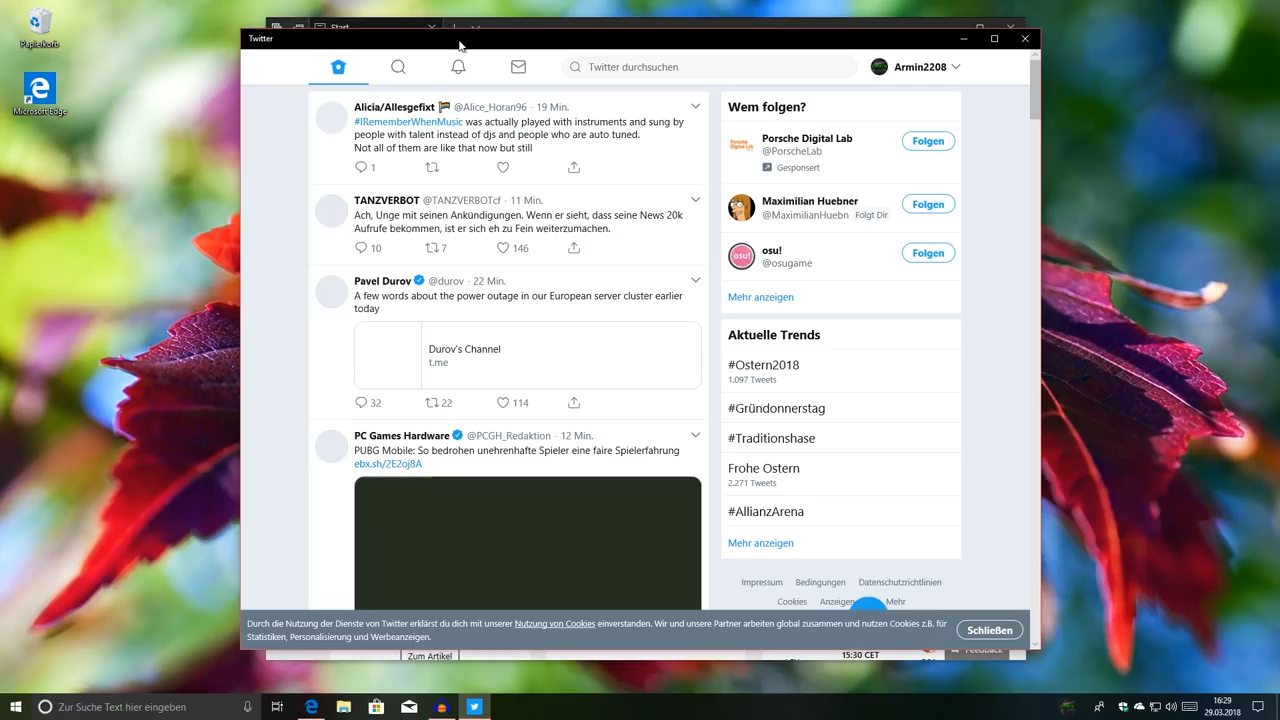 Papierkorb
Microsoft Edge
Start
Twitter
Twitter durchsuchen
Armin2208
Alicia/Allesgefixt @Alice_Horan96 · 19 Min.
#IRememberWhenMusic was actually played with instruments and sung by
people with talent instead of djs and people who are auto tuned.
Not all of them are like that now but still
1
TANZVERBOT @TANZVERBOTcf · 11 Min.
Ach, Unge mit seinen Ankündigungen. Wenn er sieht, dass seine News 20k
Aufrufe bekommen, ist er sich eh zu Fein weiterzumachen.
10 7 146
Pavel Durov @durov · 22 Min.
A few words about the power outage in our European server cluster earlier
today
Durov's Channel
t.me
32 22 114
PC Games Hardware @PCGH_Redaktion · 12 Min.
PUBG Mobile: So bedrohen unehrenhafte Spieler eine faire Spielerfahrung
ebx.sh/2E2oj8A
Wem folgen?
Porsche Digital Lab
@PorscheLab
Gesponsert
Folgen
Maximilian Huebner
@MaximilianHuebn Folgt Dir
Folgen
osu!
osu!
@osugame
Folgen
Mehr anzeigen
Aktuelle Trends
#Ostern2018
1.097 Tweets
#Gründonnerstag
#Traditionshase
Frohe Ostern
2.271 Tweets
#AllianzArena
Mehr anzeigen
Impressum Bedingungen Datenschutzrichtlinien
Cookies Anzeigen Mehr
Durch die Nutzung der Dienste von Twitter erklärst du dich mit unserer Nutzung von Cookies einverstanden. Wir und unsere Partner arbeiten global zusammen und nutzen Cookies z.B. für
Statistiken, Personalisierung und Werbeanzeigen.
Schließen
Zum Artikel
15:30 CET
Feedback
Zur Suche Text hier eingeben
16:29
29.03.2018